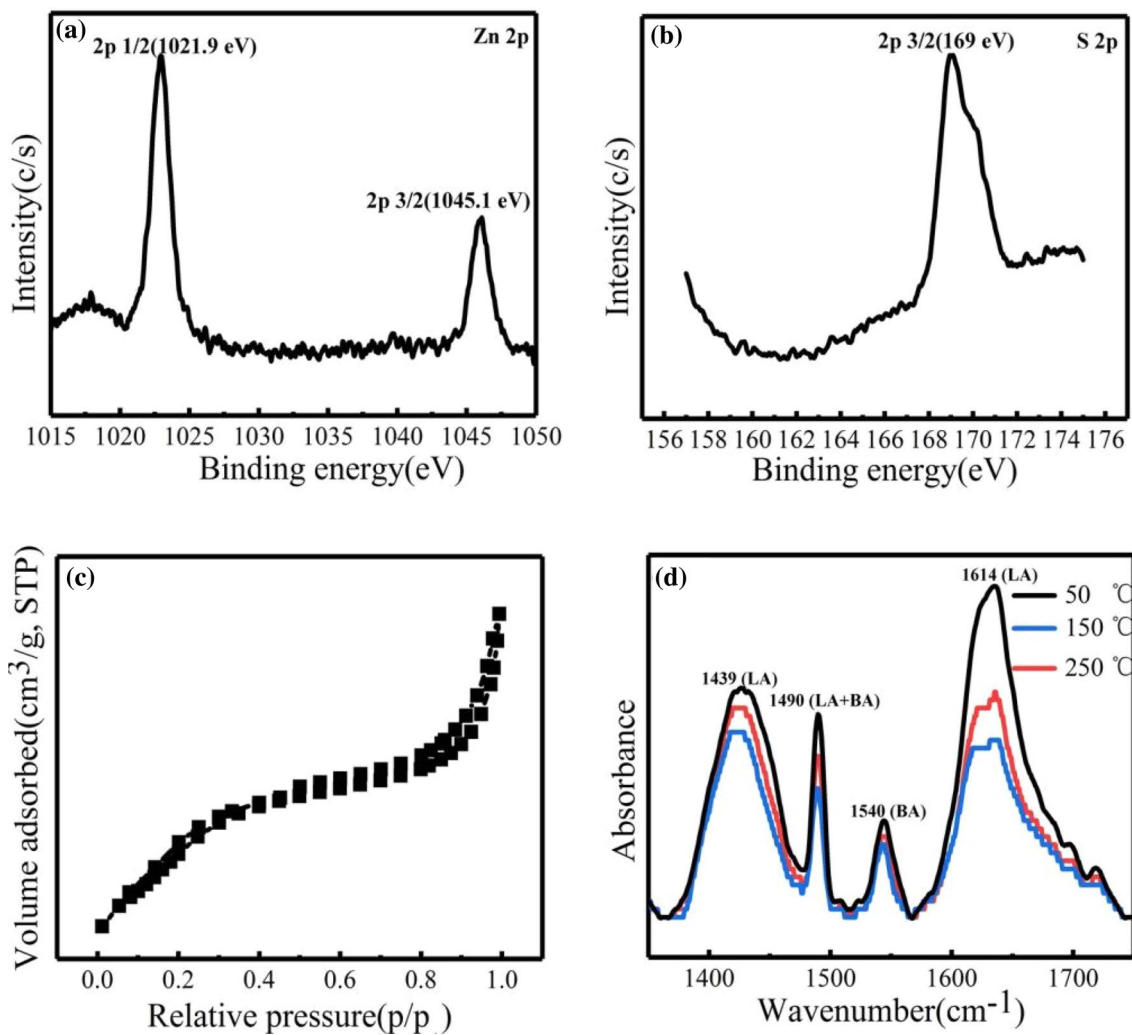 (a)
2p 1/2(1021.9 eV)
Zn 2p
2p 3/2(1045.1 eV)
Intensity(c/s)
1015 1020 1025 1030 1035 1040 1045 1050
Binding energy(eV)
(b)
2p 3/2(169 eV)
S 2p
Intensity(c/s)
156 158 160 162 164 166 168 170 172 174 176
Binding energy(eV)
(c)
Volume adsorbed(cm3/g, STP)
0.0 0.2 0.4 0.6 0.8 1.0
Relative pressure(p/p
(d)
1614 (LA)
50 ℃
150 ℃
250 ℃
1439 (LA)
1490 (LA+BA)
1540 (BA)
Absorbance
1400 1500 1600 1700
Wavenumber(cm-1)